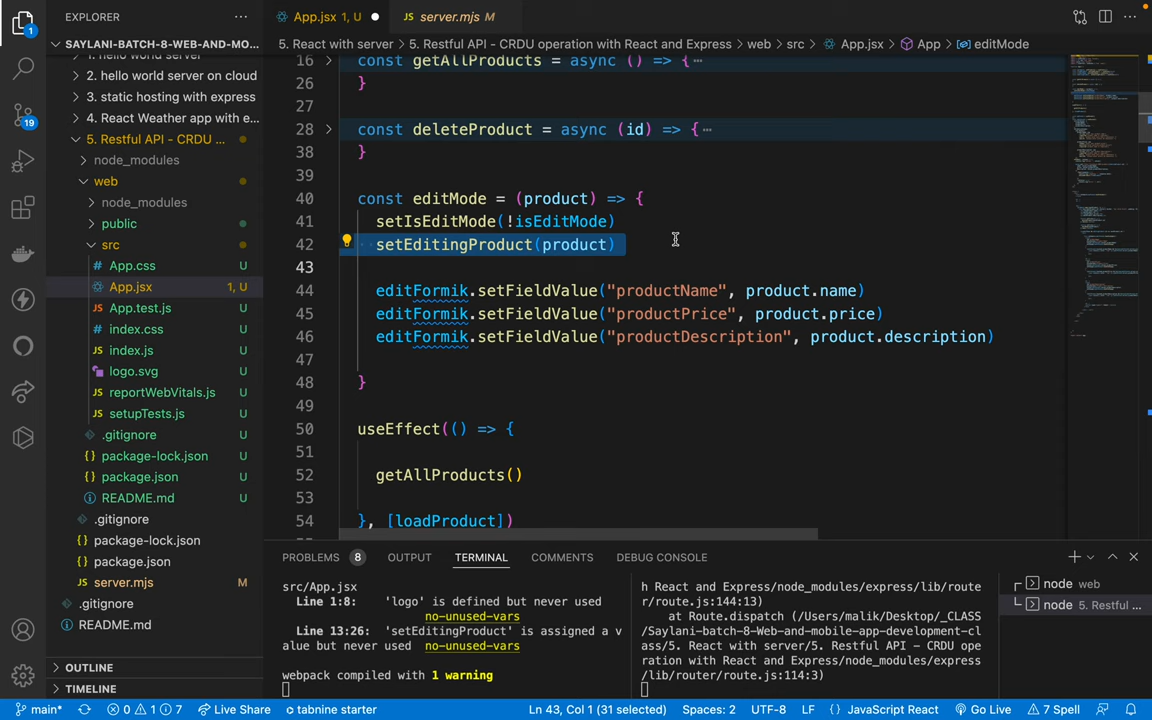 EXPLORER
SAYLANI-BATCH-8-WEB-AND-MO...
2. hello world server on cloud
3. static hosting with express
4. React Weather app with e...
5. Restful API - CRDU ...
node_modules
web
node_modules
public
src
App.css U
App.jsx 1, U
App.test.js U
index.css U
index.js U
logo.svg U
reportWebVitals.js U
setupTests.js U
.gitignore U
package-lock.json U
package.json U
README.md U
.gitignore
package-lock.json
package.json
server.mjs M
.gitignore
README.md
OUTLINE
TIMELINE
1
19
App.jsx 1, U
JS server.mjs M
5. React with server > 5. Restful API - CRDU operation with React and Express > web > src > App.jsx > App > editMode
16 const getAllProducts = async () => {
26 }
27
28 const deleteProduct = async (id) => {
38 }
39
40 const editMode = (product) => {
41 setIsEditMode(!isEditMode)
42 setEditingProduct(product)
43
44 editFormik.setFieldValue("productName", product.name)
45 editFormik.setFieldValue("productPrice", product.price)
46 editFormik.setFieldValue("productDescription", product.description)
47
48 }
49
50 useEffect(() => {
51
52 getAllProducts()
53
54 }, [loadProduct])
PROBLEMS 8 OUTPUT TERMINAL COMMENTS DEBUG CONSOLE
src/App.jsx
Line 1:8: 'logo' is defined but never used
no-unused-vars
Line 13:26: 'setEditingProduct' is assigned a v
alue but never used no-unused-vars
webpack compiled with 1 warning
h React and Express/node_modules/express/lib/route
r/route.js:144:13)
at Route.dispatch (/Users/malik/Desktop/_CLASS
/Saylani-batch-8-Web-and-mobile-app-development-cl
ass/5. React with server/5. Restful API - CRDU ope
ration with React and Express/node_modules/express
/lib/router/route.js:114:3)
node web
node 5. Restful ...
main* 0 1 7 Live Share tabnine starter Ln 43, Col 1 (31 selected) Spaces: 2 UTF-8 LF JavaScript React Go Live 7 Spell